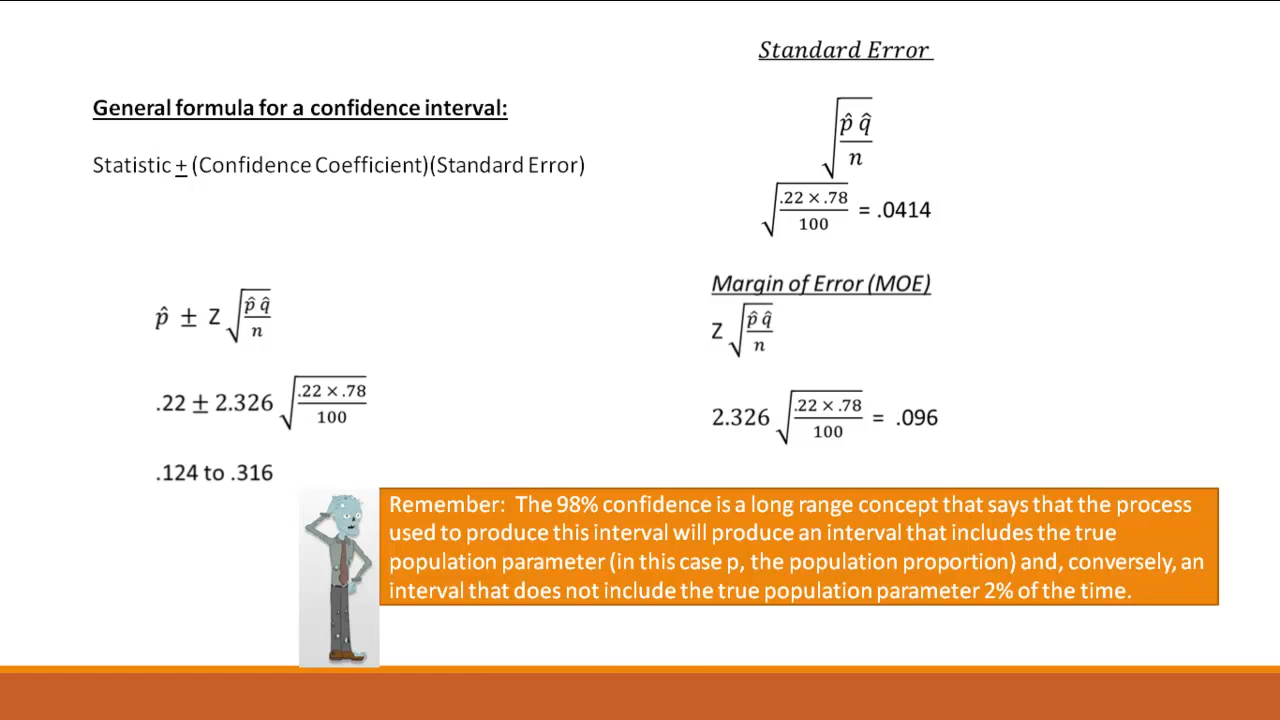 Standard Error
General formula for a confidence interval:
√(p̂ q̂ / n)
Statistic ± (Confidence Coefficient)(Standard Error)
√(.22 × .78 / 100) = .0414
Margin of Error (MOE)
p̂ ± Z √(p̂ q̂ / n)
Z √(p̂ q̂ / n)
.22 ± 2.326 √(.22 × .78 / 100)
2.326 √(.22 × .78 / 100) = .096
.124 to .316
Remember: The 98% confidence is a long range concept that says that the process
used to produce this interval will produce an interval that includes the true
population parameter (in this case p, the population proportion) and, conversely, an
interval that does not include the true population parameter 2% of the time.